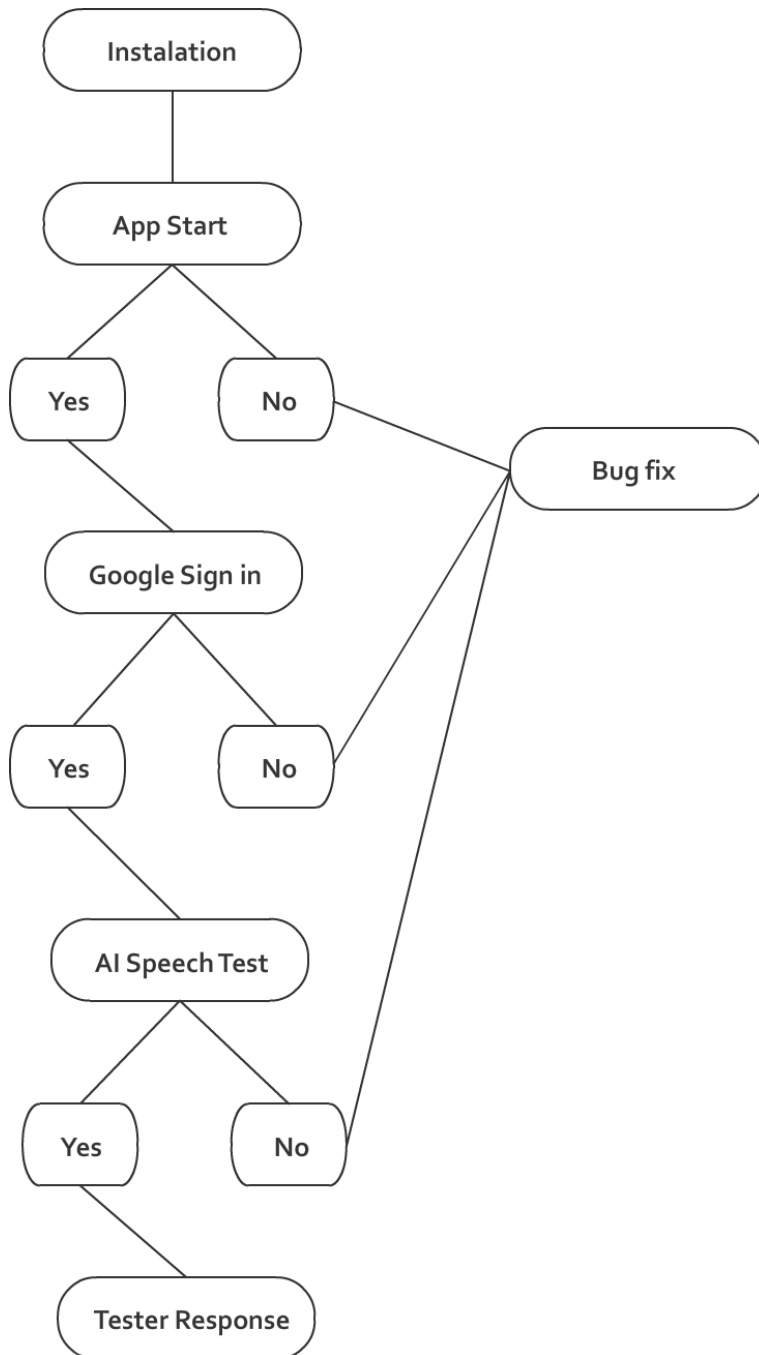 Instalation
App Start
Yes
No
Bug fix
Google Sign in
Yes
No
AI Speech Test
Yes
No
Tester Response